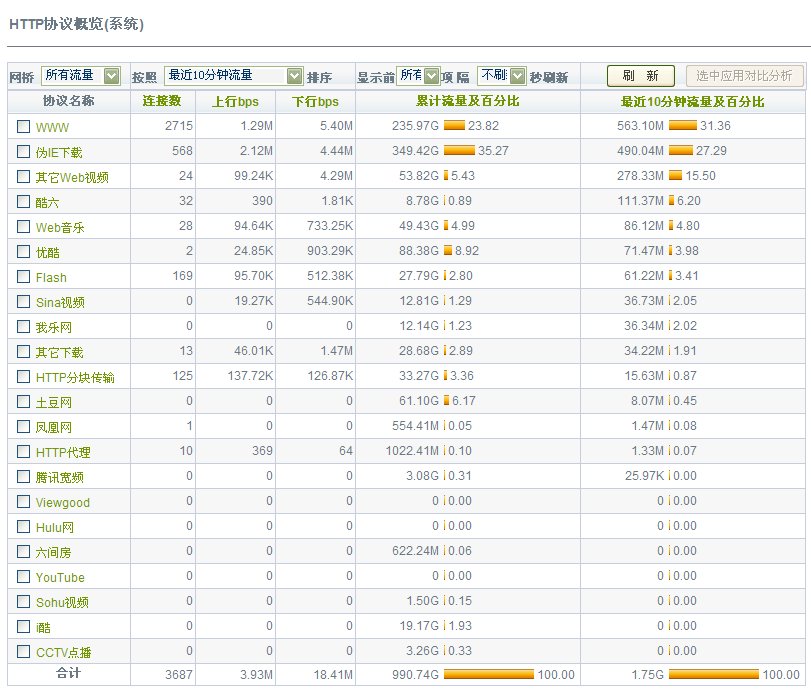 HTTP协议概览(系统)
网桥 所有流量 按照 最近10分钟流量 排序 显示前 所有 项 隔 不刷 秒刷新 刷 新 选中应用对比分析
协议名称 连接数 上行bps 下行bps 累计流量及百分比 最近10分钟流量及百分比
WWW 2715 1.29M 5.40M 235.97G 23.82 563.10M 31.36
伪IE下载 568 2.12M 4.44M 349.42G 35.27 490.04M 27.29
其它Web视频 24 99.24K 4.29M 53.82G 5.43 278.33M 15.50
酷六 32 390 1.81K 8.78G 0.89 111.37M 6.20
Web音乐 28 94.64K 733.25K 49.43G 4.99 86.12M 4.80
优酷 2 24.85K 903.29K 88.38G 8.92 71.47M 3.98
Flash 169 95.70K 512.38K 27.79G 2.80 61.22M 3.41
Sina视频 0 19.27K 544.90K 12.81G 1.29 36.73M 2.05
我乐网 0 0 0 12.14G 1.23 36.34M 2.02
其它下载 13 46.01K 1.47M 28.68G 2.89 34.22M 1.91
HTTP分块传输 125 137.72K 126.87K 33.27G 3.36 15.63M 0.87
土豆网 0 0 0 61.10G 6.17 8.07M 0.45
凤凰网 1 0 0 554.41M 0.05 1.47M 0.08
HTTP代理 10 369 64 1022.41M 0.10 1.33M 0.07
腾讯宽频 0 0 0 3.08G 0.31 25.97K 0.00
Viewgood 0 0 0 0 0.00 0 0.00
Hulu网 0 0 0 0 0.00 0 0.00
六间房 0 0 0 622.24M 0.06 0 0.00
YouTube 0 0 0 0 0.00 0 0.00
Sohu视频 0 0 0 1.50G 0.15 0 0.00
i酷 0 0 0 19.17G 1.93 0 0.00
CCTV点播 0 0 0 3.26G 0.33 0 0.00
合计 3687 3.93M 18.41M 990.74G 100.00 1.75G 100.00